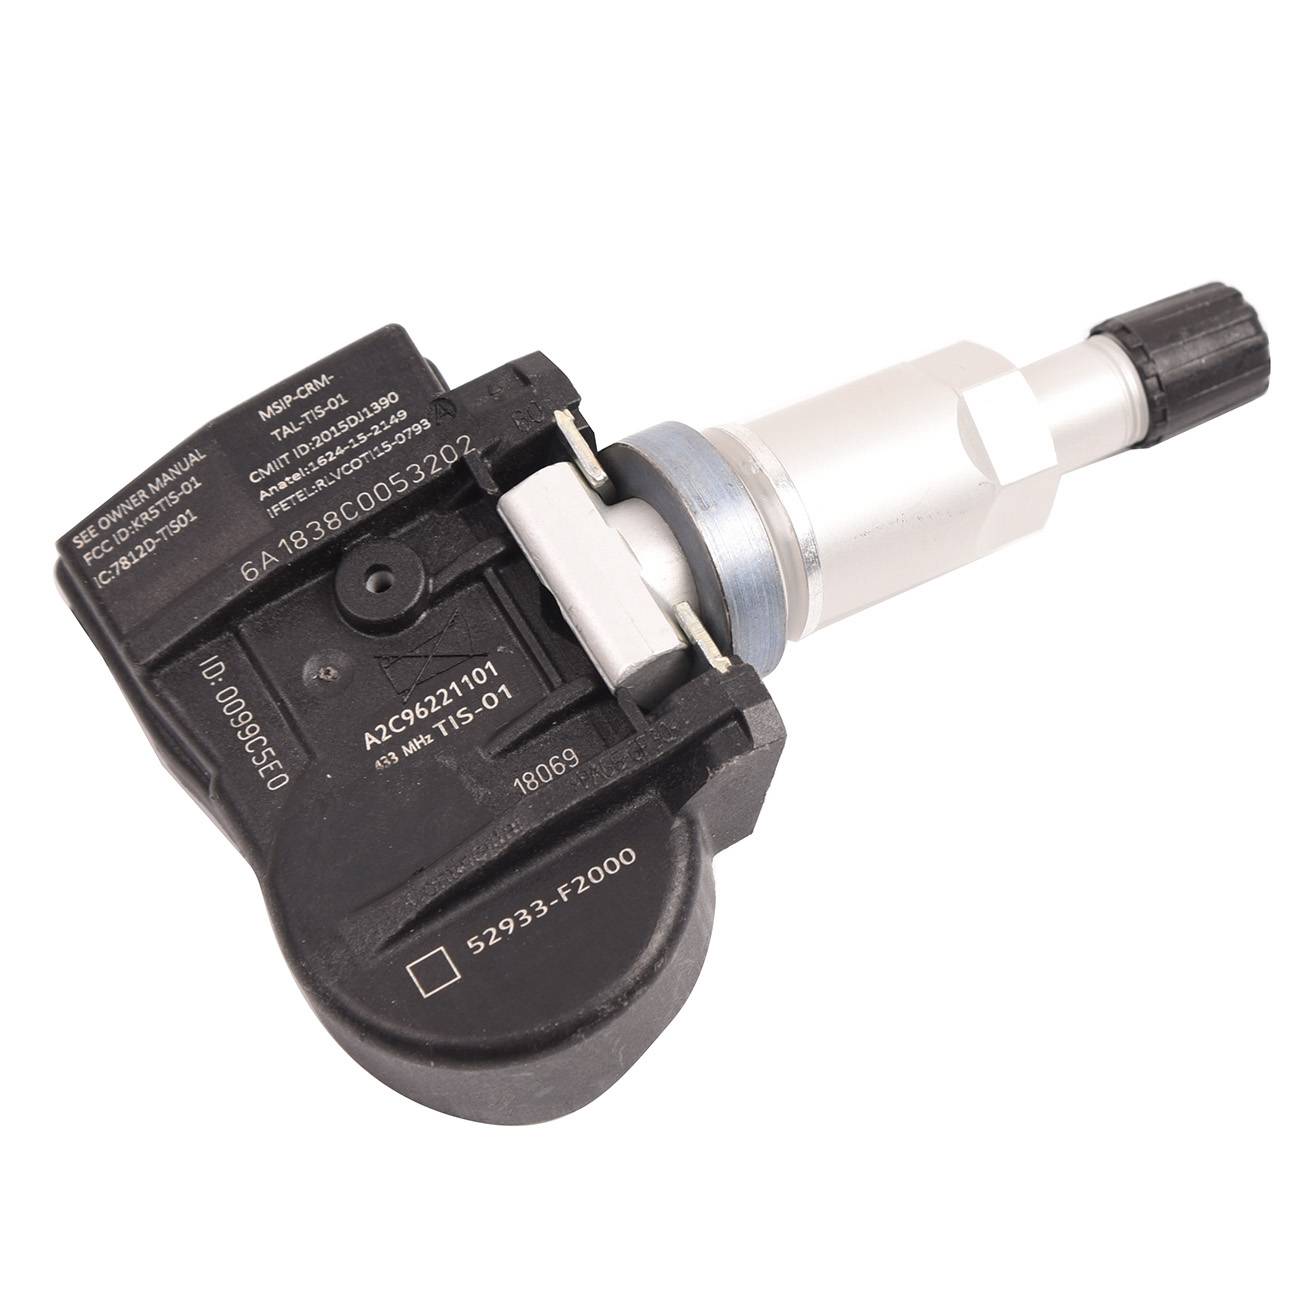 MSIP-CRM-
TAL-TIS-01
CMIIT ID:2015DJ1390
Anatel:1624-15-2149
IFETEL:RLVCOTI15-0793
SEE OWNER MANUAL
FCC ID:KR5TIS-01
IC:7812D-TIS01
6A1838C0053202
ID: 0099C5E0
A2C96221101
433 MHz TIS-01
18069
52933-F2000